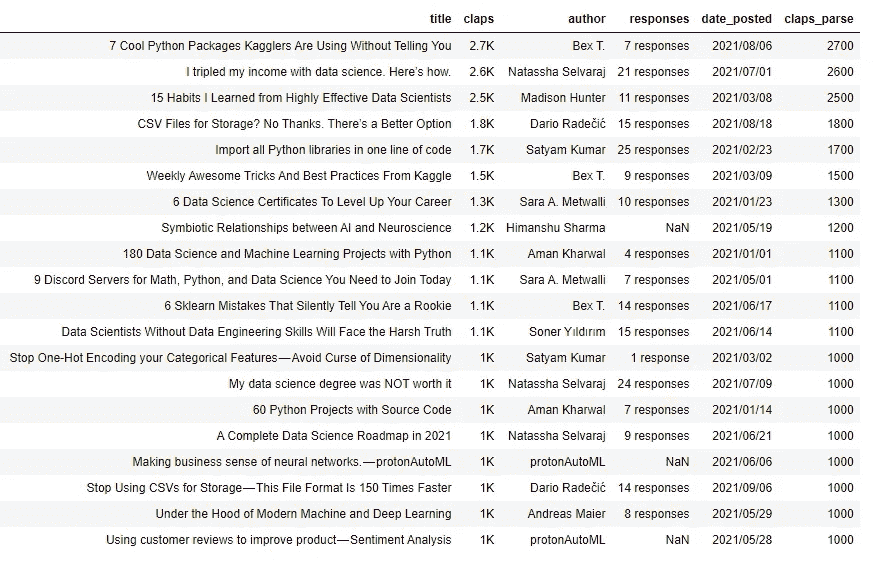 title claps author responses date_posted claps_parse
7 Cool Python Packages Kagglers Are Using Without Telling You 2.7K Bex T. 7 responses 2021/08/06 2700
I tripled my income with data science. Here's how. 2.6K Natassha Selvaraj 21 responses 2021/07/01 2600
15 Habits I Learned from Highly Effective Data Scientists 2.5K Madison Hunter 11 responses 2021/03/08 2500
CSV Files for Storage? No Thanks. There's a Better Option 1.8K Dario Radečić 15 responses 2021/08/18 1800
Import all Python libraries in one line of code 1.7K Satyam Kumar 25 responses 2021/02/23 1700
Weekly Awesome Tricks And Best Practices From Kaggle 1.5K Bex T. 9 responses 2021/03/09 1500
6 Data Science Certificates To Level Up Your Career 1.3K Sara A. Metwalli 10 responses 2021/01/23 1300
Symbiotic Relationships between AI and Neuroscience 1.2K Himanshu Sharma NaN 2021/05/19 1200
180 Data Science and Machine Learning Projects with Python 1.1K Aman Kharwal 4 responses 2021/01/01 1100
9 Discord Servers for Math, Python, and Data Science You Need to Join Today 1.1K Sara A. Metwalli 7 responses 2021/05/01 1100
6 Sklearn Mistakes That Silently Tell You Are a Rookie 1.1K Bex T. 14 responses 2021/06/17 1100
Data Scientists Without Data Engineering Skills Will Face the Harsh Truth 1.1K Soner Yıldırım 15 responses 2021/06/14 1100
Stop One-Hot Encoding your Categorical Features—Avoid Curse of Dimensionality 1K Satyam Kumar 1 response 2021/03/02 1000
My data science degree was NOT worth it 1K Natassha Selvaraj 24 responses 2021/07/09 1000
60 Python Projects with Source Code 1K Aman Kharwal 7 responses 2021/01/14 1000
A Complete Data Science Roadmap in 2021 1K Natassha Selvaraj 9 responses 2021/06/21 1000
Making business sense of neural networks.—protonAutoML 1K protonAutoML NaN 2021/06/06 1000
Stop Using CSVs for Storage—This File Format Is 150 Times Faster 1K Dario Radečić 14 responses 2021/09/06 1000
Under the Hood of Modern Machine and Deep Learning 1K Andreas Maier 8 responses 2021/05/29 1000
Using customer reviews to improve product—Sentiment Analysis 1K protonAutoML NaN 2021/05/28 1000